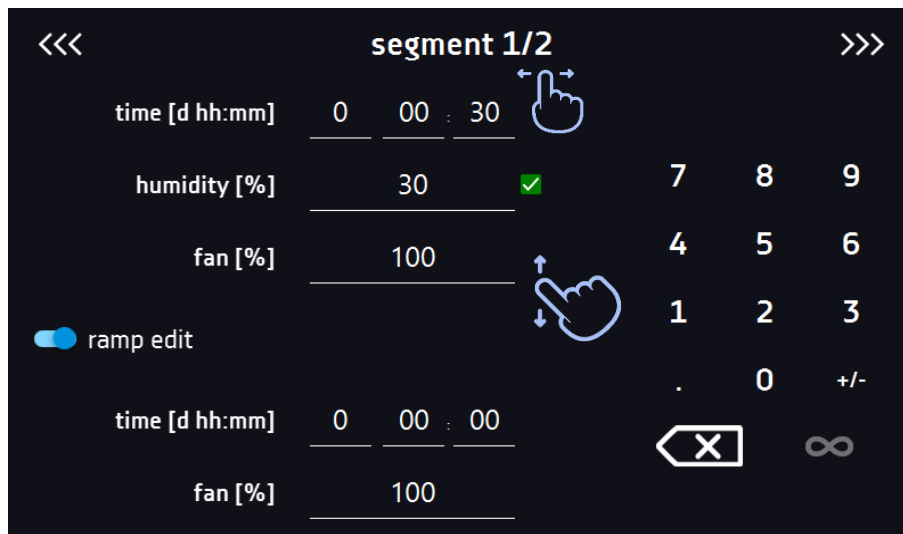 <<< segment 1/2 >>>
time [d hh:mm] 0 00 : 30
humidity [%] 30
7 8 9
fan [%] 100
4 5 6
1 2 3
ramp edit
. 0 +/-
time [d hh:mm] 0 00 : 00
X ∞
fan [%] 100